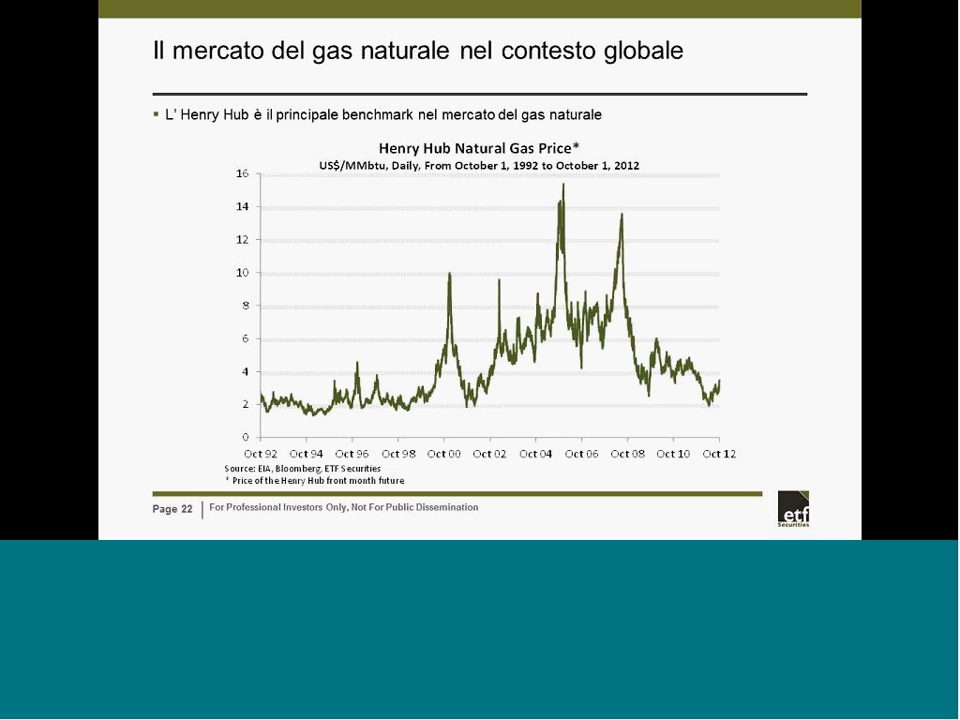 Il mercato del gas naturale nel contesto globale
▪ L' Henry Hub è il principale benchmark nel mercato del gas naturale
Henry Hub Natural Gas Price*
US$/MMbtu, Daily, From October 1, 1992 to October 1, 2012
16
14
12
10
8
6
4
2
0
Oct 92 Oct 94 Oct 96 Oct 98 Oct 00 Oct 02 Oct 04 Oct 06 Oct 08 Oct 10 Oct 12
Source: EIA, Bloomberg, ETF Securities
* Price of the Henry Hub front month future
Page 22 For Professional Investors Only, Not For Public Dissemination
etf
Securities